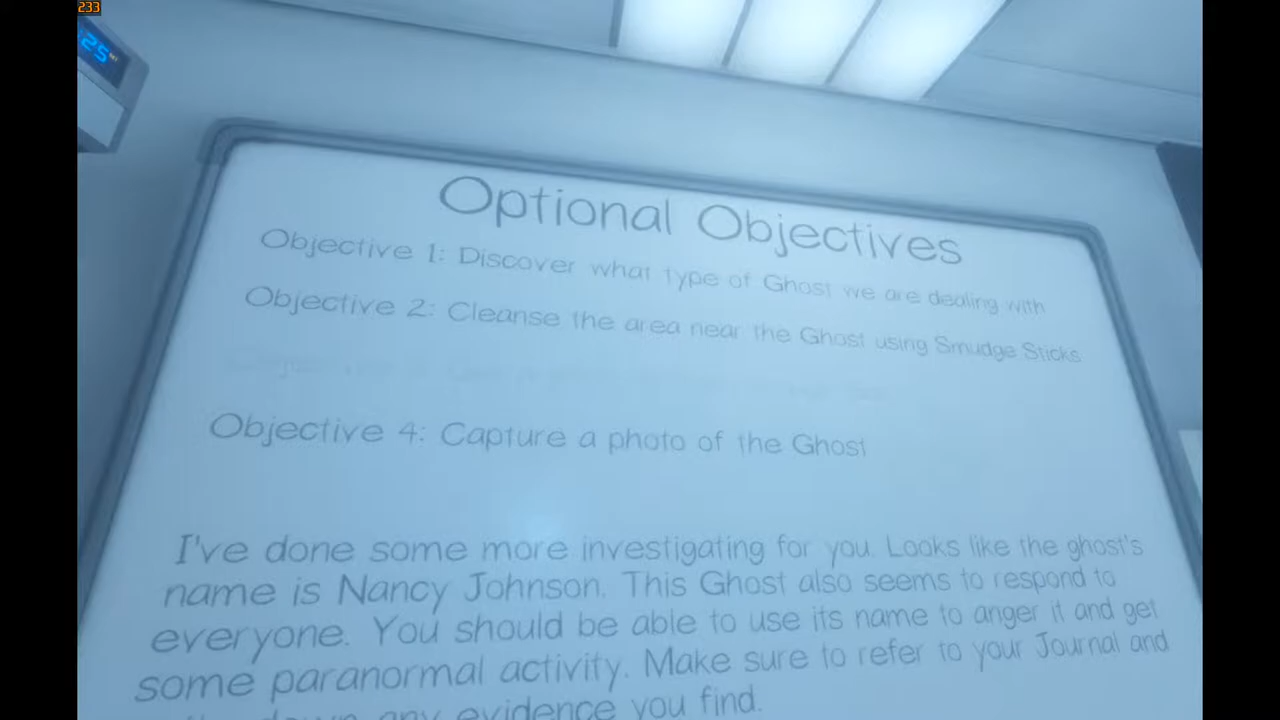 233
25
Optional Objectives
Objective 1: Discover what type of Ghost we are dealing with
Objective 2: Cleanse the area near the Ghost using Smudge Sticks
Objective 4: Capture a photo of the Ghost
I've done some more investigating for you. Looks like the ghost's
name is Nancy Johnson. This Ghost also seems to respond to
everyone. You should be able to use its name to anger it and get
some paranormal activity. Make sure to refer to your Journal and
down any evidence you find.